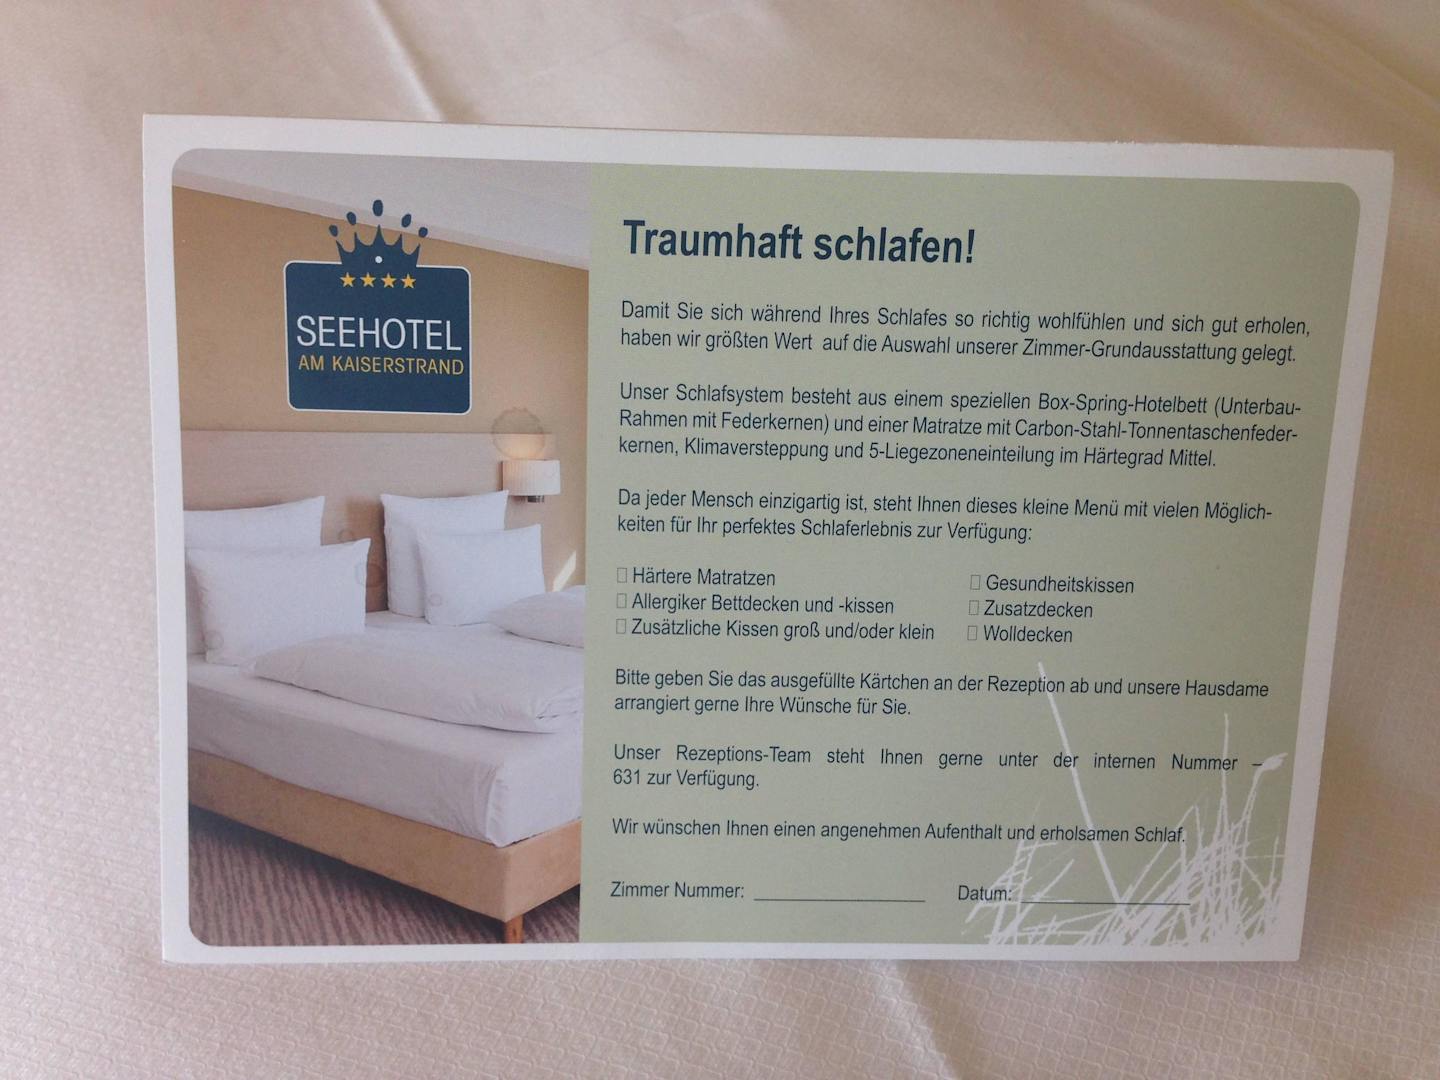 SEEHOTEL
AM KAISERSTRAND
Traumhaft schlafen!
Damit Sie sich während Ihres Schlafes so richtig wohlfühlen und sich gut erholen,
haben wir größten Wert auf die Auswahl unserer Zimmer-Grundausstattung gelegt.
Unser Schlafsystem besteht aus einem speziellen Box-Spring-Hotelbett (Unterbau-
Rahmen mit Federkernen) und einer Matratze mit Carbon-Stahl-Tonnentaschenfeder-
kernen, Klimaversteppung und 5-Liegezoneneinteilung im Härtegrad Mittel.
Da jeder Mensch einzigartig ist, steht Ihnen dieses kleine Menü mit vielen Möglich-
keiten für Ihr perfektes Schlaferlebnis zur Verfügung:
☐ Härtere Matratzen ☐ Gesundheitskissen
☐ Allergiker Bettdecken und -kissen ☐ Zusatzdecken
☐ Zusätzliche Kissen groß und/oder klein ☐ Wolldecken
Bitte geben Sie das ausgefüllte Kärtchen an der Rezeption ab und unsere Hausdame
arrangiert gerne Ihre Wünsche für Sie.
Unser Rezeptions-Team steht Ihnen gerne unter der internen Nummer –
631 zur Verfügung.
Wir wünschen Ihnen einen angenehmen Aufenthalt und erholsamen Schlaf.
Zimmer Nummer: ____________ Datum: ____________